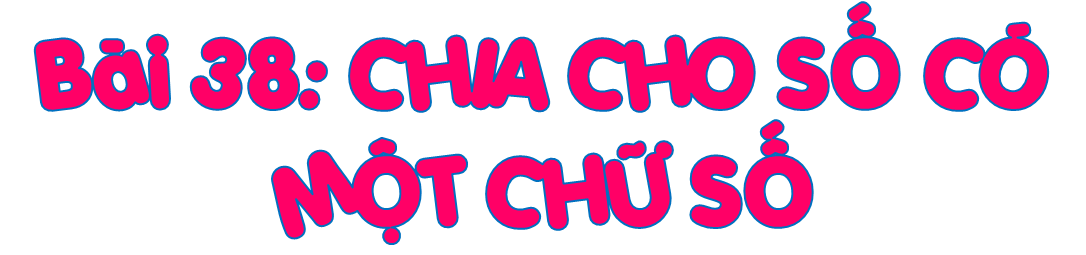 Bài 38: CHIA CHO SỐ CÓ
MỘT CHỮ SỐ